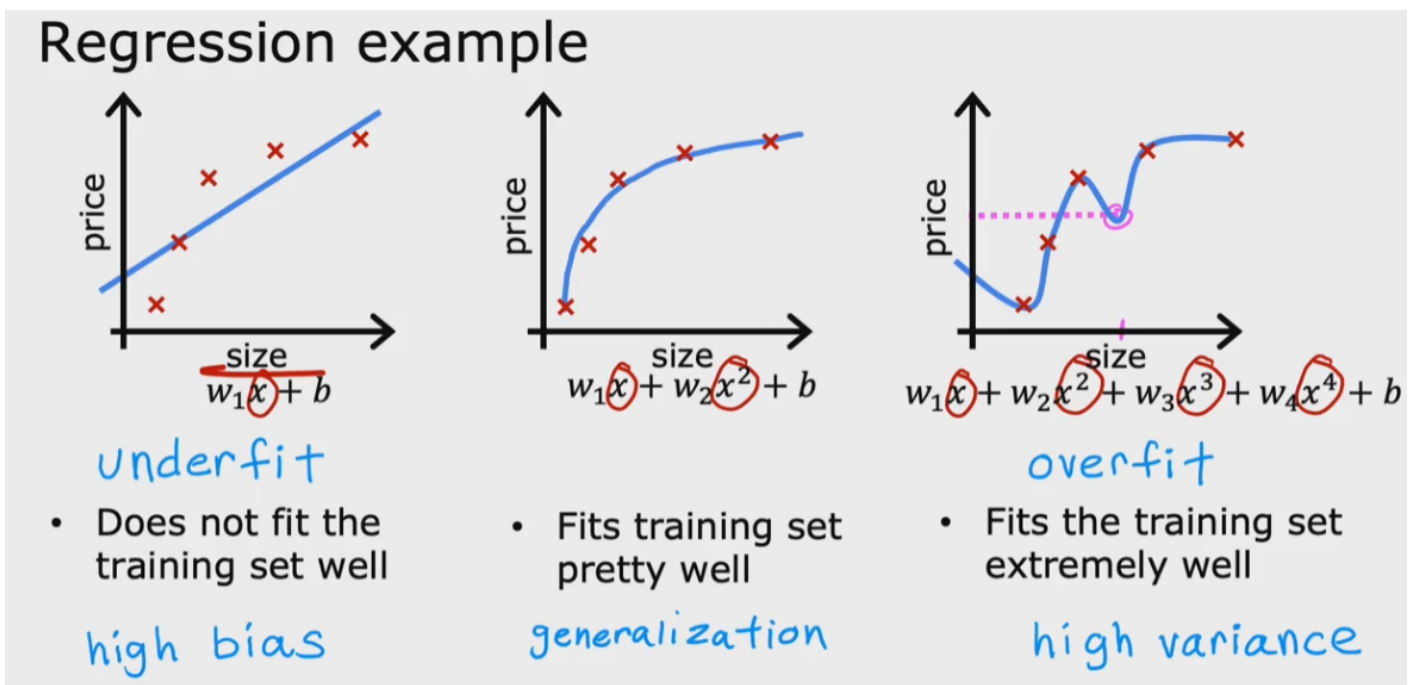 Regression example
price
size
w₁x + b
underfit
• Does not fit the
training set well
high bias
price
size
w₁x + w₂x² + b
• Fits training set
pretty well
generalization
price
size
w₁x + w₂x² + w₃x³ + w₄x⁴ + b
overfit
• Fits the training set
extremely well
high variance